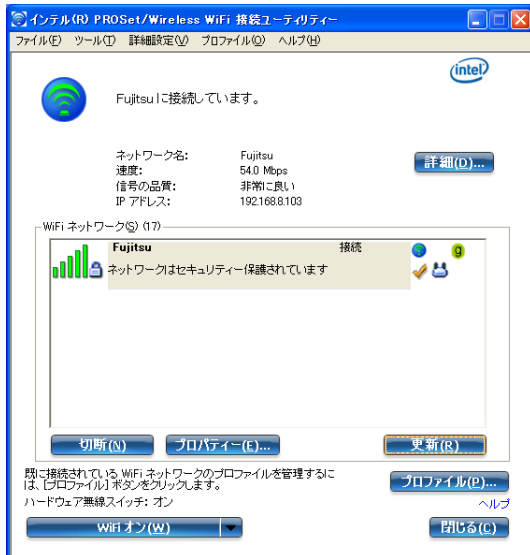 インテル(R) PROSet/Wireless WiFi 接続ユーティリティー
ファイル(F) ツール(T) 詳細設定(V) プロファイル(O) ヘルプ(H)
intel
Fujitsu に接続しています。
ネットワーク名: Fujitsu
速度: 54.0 Mbps
信号の品質: 非常に良い
IP アドレス: 192.168.8.103
詳細(D)...
WiFi ネットワーク(S) (17)
Fujitsu 接続 g
ネットワークはセキュリティー保護されています
切断(N) プロパティー(E)... 更新(R)
既に接続されている WiFi ネットワークのプロファイルを管理するに
は、[プロファイル] ボタンをクリックします。
プロファイル(P)...
ハードウェア無線スイッチ: オン
ヘルプ
WiFi オン(W) 閉じる(C)